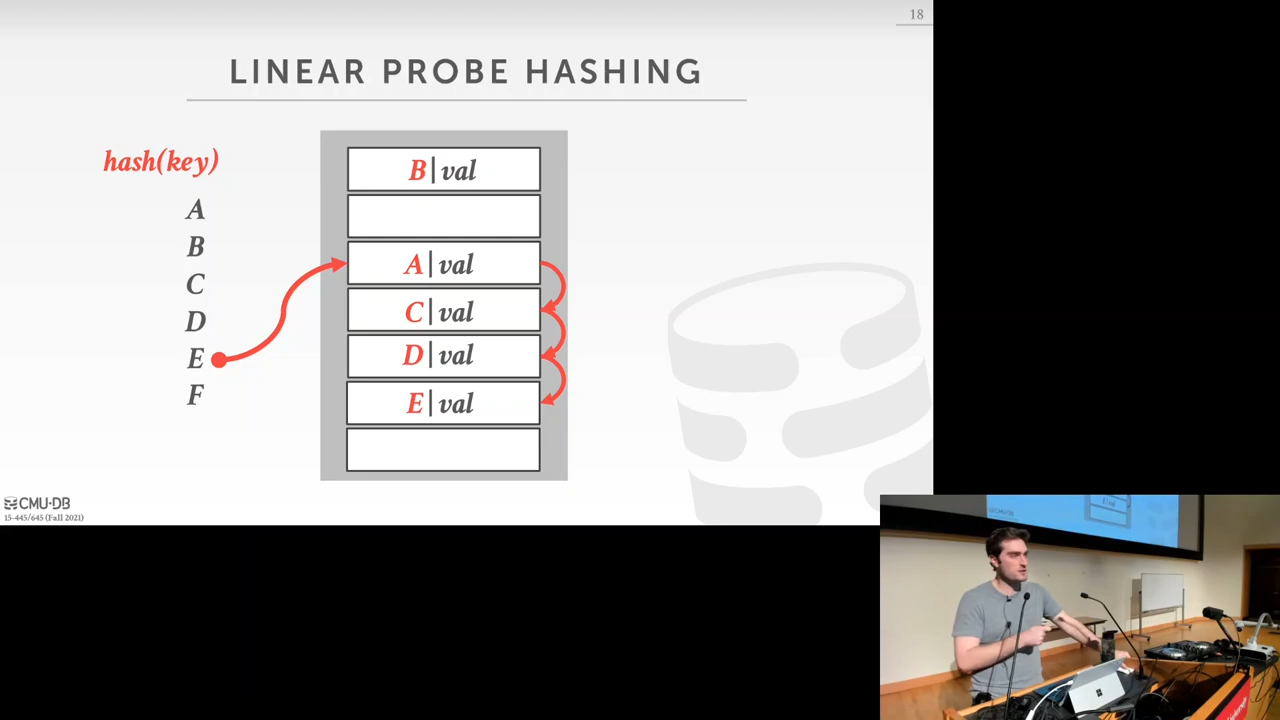 18
LINEAR PROBE HASHING
hash(key)
A
B
C
D
E
F
B|val
A|val
C|val
D|val
E|val
CMU·DB
15-445/645 (Fall 2021)